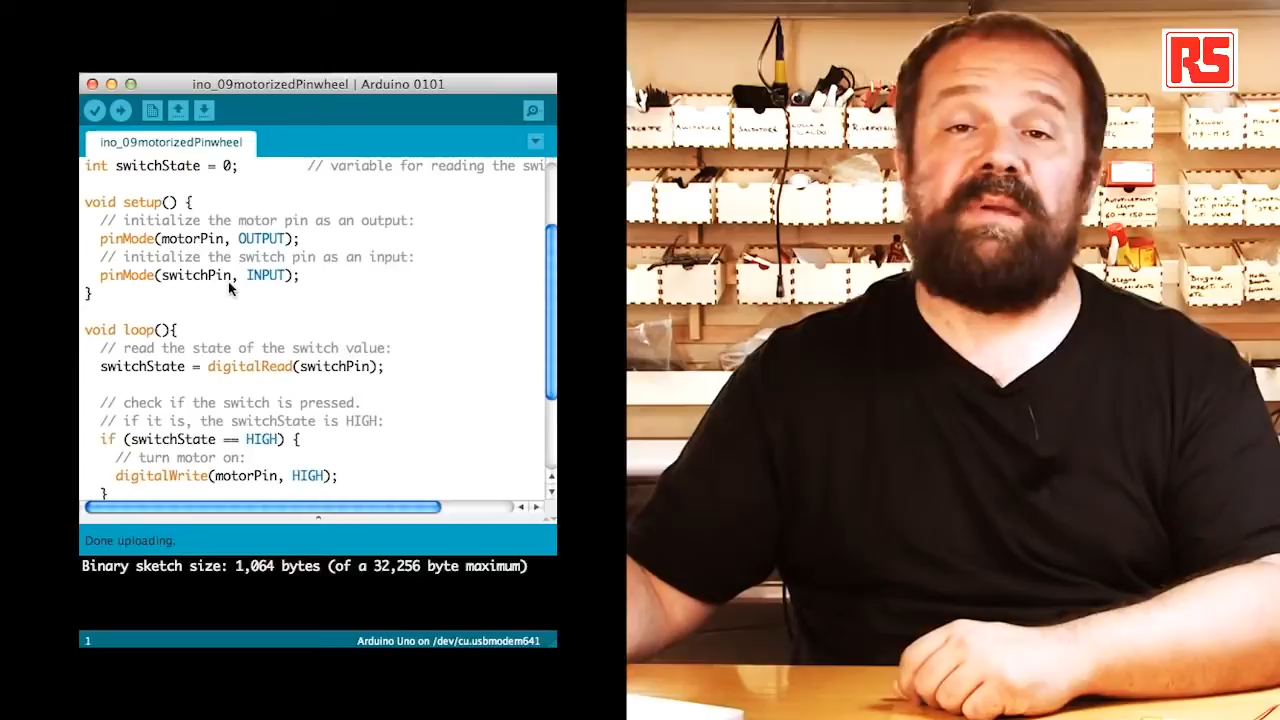 ino_09motorizedPinwheel | Arduino 0101
ino_09motorizedPinwheel
int switchState = 0; // variable for reading the swi
void setup() {
// initialize the motor pin as an output:
pinMode(motorPin, OUTPUT);
// initialize the switch pin as an input:
pinMode(switchPin, INPUT);
}
void loop(){
// read the state of the switch value:
switchState = digitalRead(switchPin);
// check if the switch is pressed.
// if it is, the switchState is HIGH:
if (switchState == HIGH) {
// turn motor on:
digitalWrite(motorPin, HIGH);
}
Done uploading.
Binary sketch size: 1,064 bytes (of a 32,256 byte maximum)
1 Arduino Uno on /dev/cu.usbmodem641
RS